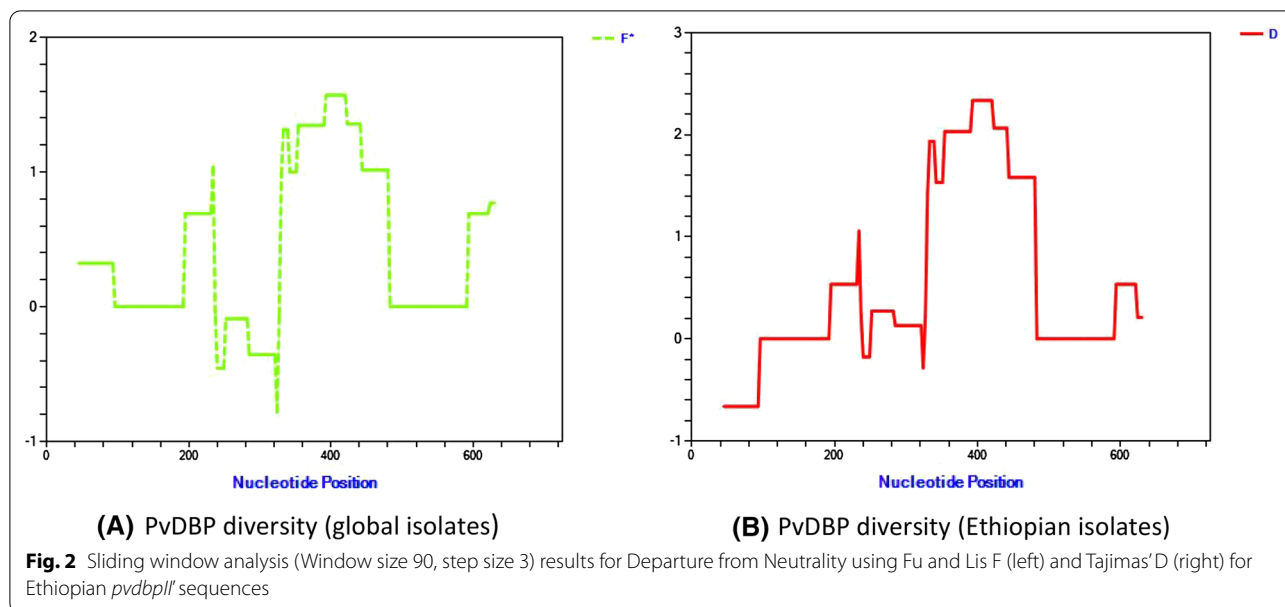 2
F*
1
0
-1
0
200
400
600
Nucleotide Position
(A) PvDBP diversity (global isolates)
3
D
2
1
0
-1
0
200
400
600
Nucleotide Position
(B) PvDBP diversity (Ethiopian isolates)
Fig. 2 Sliding window analysis (Window size 90, step size 3) results for Departure from Neutrality using Fu and Lis F (left) and Tajimas’ D (right) for
Ethiopian pvdbpII’ sequences